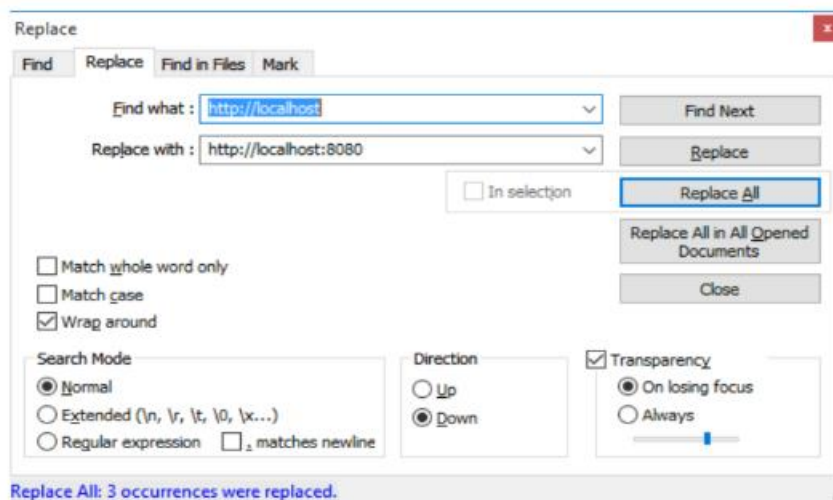 Replace
x
Find Replace Find in Files Mark
Find what : http://localhost Find Next
Replace with : http://localhost:8080 Replace
In selection Replace All
Replace All in All Opened
Documents
Match whole word only
Match case Close
Wrap around
Search Mode Direction Transparency
Normal Up On losing focus
Extended (\n, \r, \t, \0, \x...) Down Always
Regular expression . matches newline
Replace All: 3 occurrences were replaced.